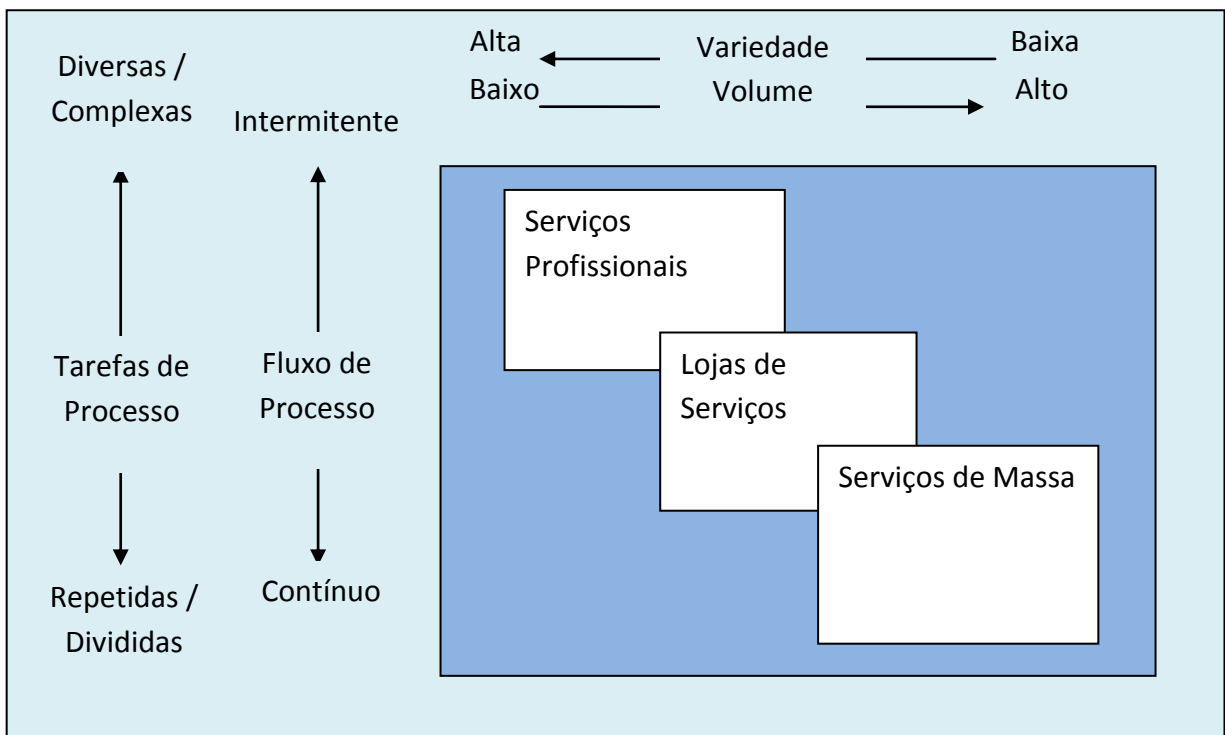 Diversas /
Complexas
Intermitente
Alta
Variedade
Baixa
Baixo
Volume
Alto
Tarefas de
Processo
Fluxo de
Processo
Repetidas /
Divididas
Contínuo
Serviços
Profissionais
Lojas de
Serviços
Serviços de Massa